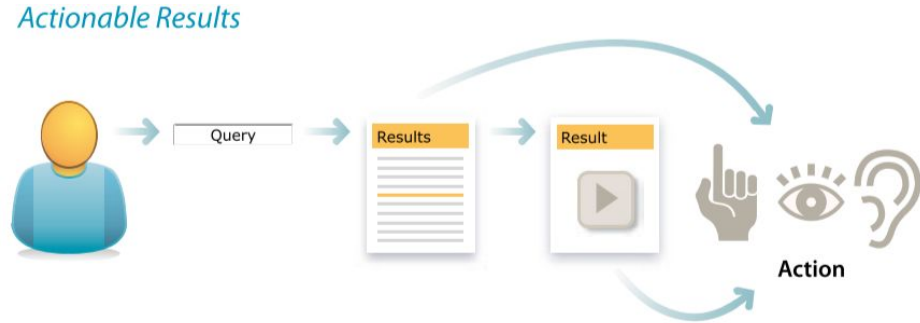 Actionable Results
Query
Results
Result
Action